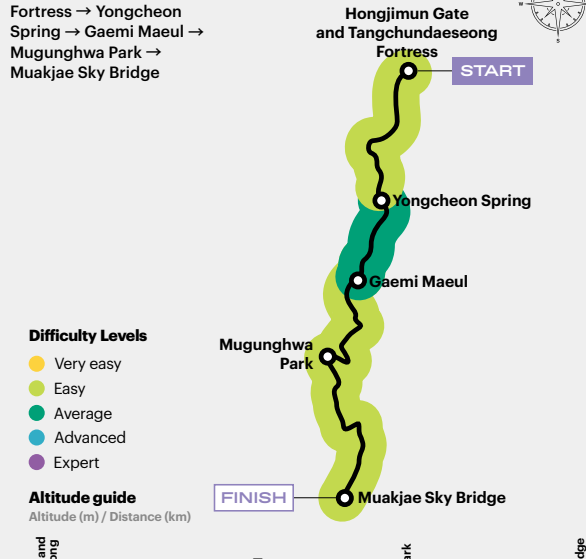 Fortress → Yongcheon
Spring → Gaemi Maeul →
Mugunghwa Park →
Muakjae Sky Bridge
Hongjimun Gate
and Tangchundaeseong
Fortress
START
Yongcheon Spring
Gaemi Maeul
Mugunghwa
Park
Difficulty Levels
Very easy
Easy
Average
Advanced
Expert
FINISH
Muakjae Sky Bridge
Altitude guide
Altitude (m) / Distance (km)
and